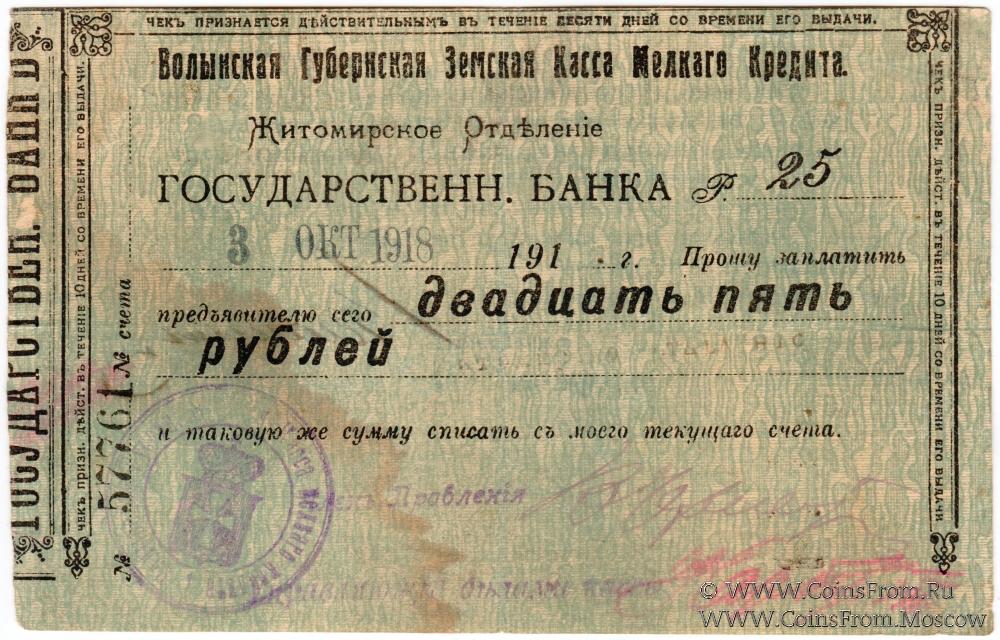 ЧЕКЪ ПРИЗНАЕТСЯ ДѢЙСТВИТЕЛЬНЫМЪ ВЪ ТЕЧЕНІЕ ДЕСЯТИ ДНЕЙ СО ВРЕМЕНИ ЕГО ВЫДАЧИ.
Волынская Губернская Земская Касса Мелкаго Кредита.
Житомирское Отдѣленіе
ГОСУДАРСТВЕНН. БАНКА Р. 25
3 ОКТ 1918 191 г. Прошу заплатить
предъявителю сего двадцать пять
рублей
и таковую же сумму списать съ моего текущаго счета.
Правленія
ГОСУДАРСТВЕН.
ЧЕКЪ ПРИЗН. ДѢЙСТ. ВЪ ТЕЧЕНІЕ 10 ДНЕЙ СО ВРЕМЕНИ ЕГО ВЫДАЧИ.
№ 57761 № счета
ЧЕКЪ ПРИЗН. ДѢЙСТ. ВЪ ТЕЧЕНІЕ 10 ДНЕЙ СО ВРЕМЕНИ ЕГО ВЫДАЧИ
© WWW.CoinsFrom.Ru
WWW.CoinsFrom.Moscow